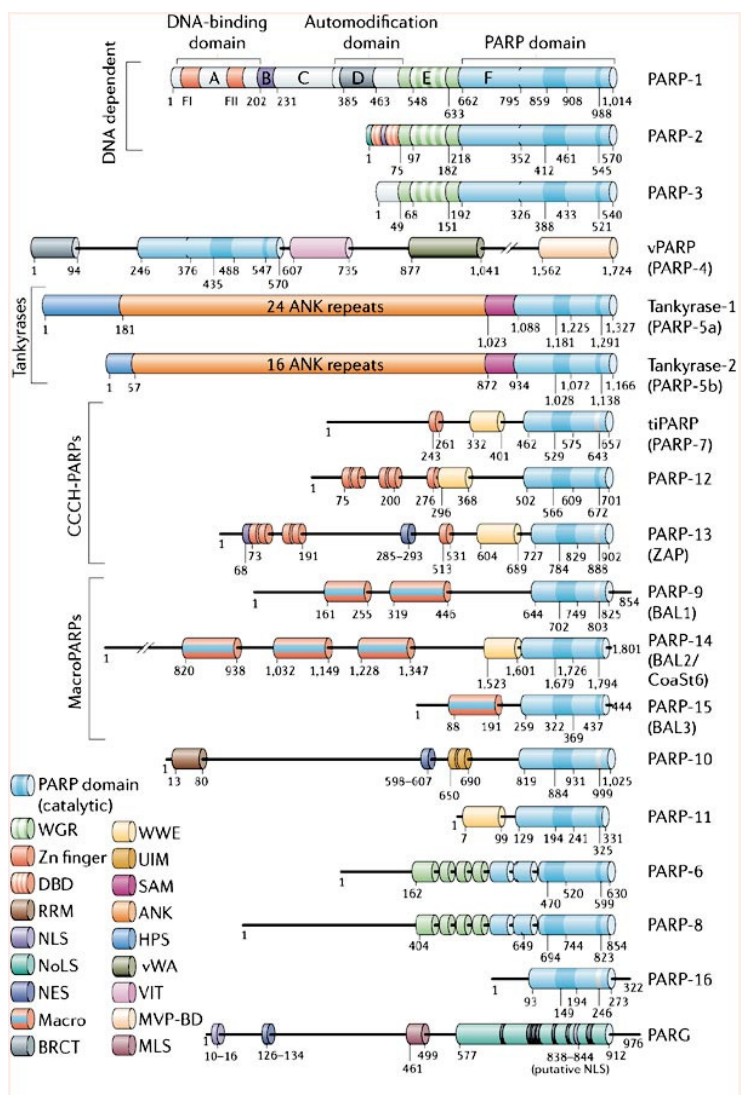 DNA-binding domain
Automodification domain
PARP domain
DNA dependent
A B C D E F
PARP-1
1 FI FII 202 231 385 463 548 633 662 795 859 908 988 1,014
PARP-2
1 75 97 182 218 352 412 461 545 570
PARP-3
1 49 68 151 192 326 388 433 521 540
vPARP
(PARP-4)
1 94 246 376 435 488 547 570 607 735 877 1,041 1,562 1,724
Tankyrases
24 ANK repeats
Tankyrase-1
(PARP-5a)
1 181 1,023 1,088 1,181 1,225 1,291 1,327
16 ANK repeats
Tankyrase-2
(PARP-5b)
1 57 872 934 1,028 1,072 1,138 1,166
CCCH-PARPs
tiPARP
(PARP-7)
1 243 261 332 401 462 529 575 643 657
PARP-12
1 75 200 276 296 368 502 566 609 672 701
PARP-13
(ZAP)
1 68 73 191 285–293 513 531 604 689 727 784 829 888 902
MacroPARPs
PARP-9
(BAL1)
1 161 255 319 446 644 702 749 803 825 854
PARP-14
(BAL2/
CoaSt6)
1 820 938 1,032 1,149 1,228 1,347 1,523 1,601 1,679 1,726 1,794 1,801
PARP-15
(BAL3)
1 88 191 259 322 369 437 444
PARP-10
1 13 80 598–607 650 690 819 884 931 999 1,025
PARP-11
1 7 99 129 194 241 325 331
PARP-6
1 162 470 520 599 630
PARP-8
1 404 649 694 744 823 854
PARP-16
1 93 149 194 246 273 322
PARG
1 10–16 126–134 461 499 577 838–844 912 976
(putative NLS)
PARP domain
(catalytic)
WGR
Zn finger
DBD
RRM
NLS
NoLS
NES
Macro
BRCT
WWE
UIM
SAM
ANK
HPS
vWA
VIT
MVP-BD
MLS